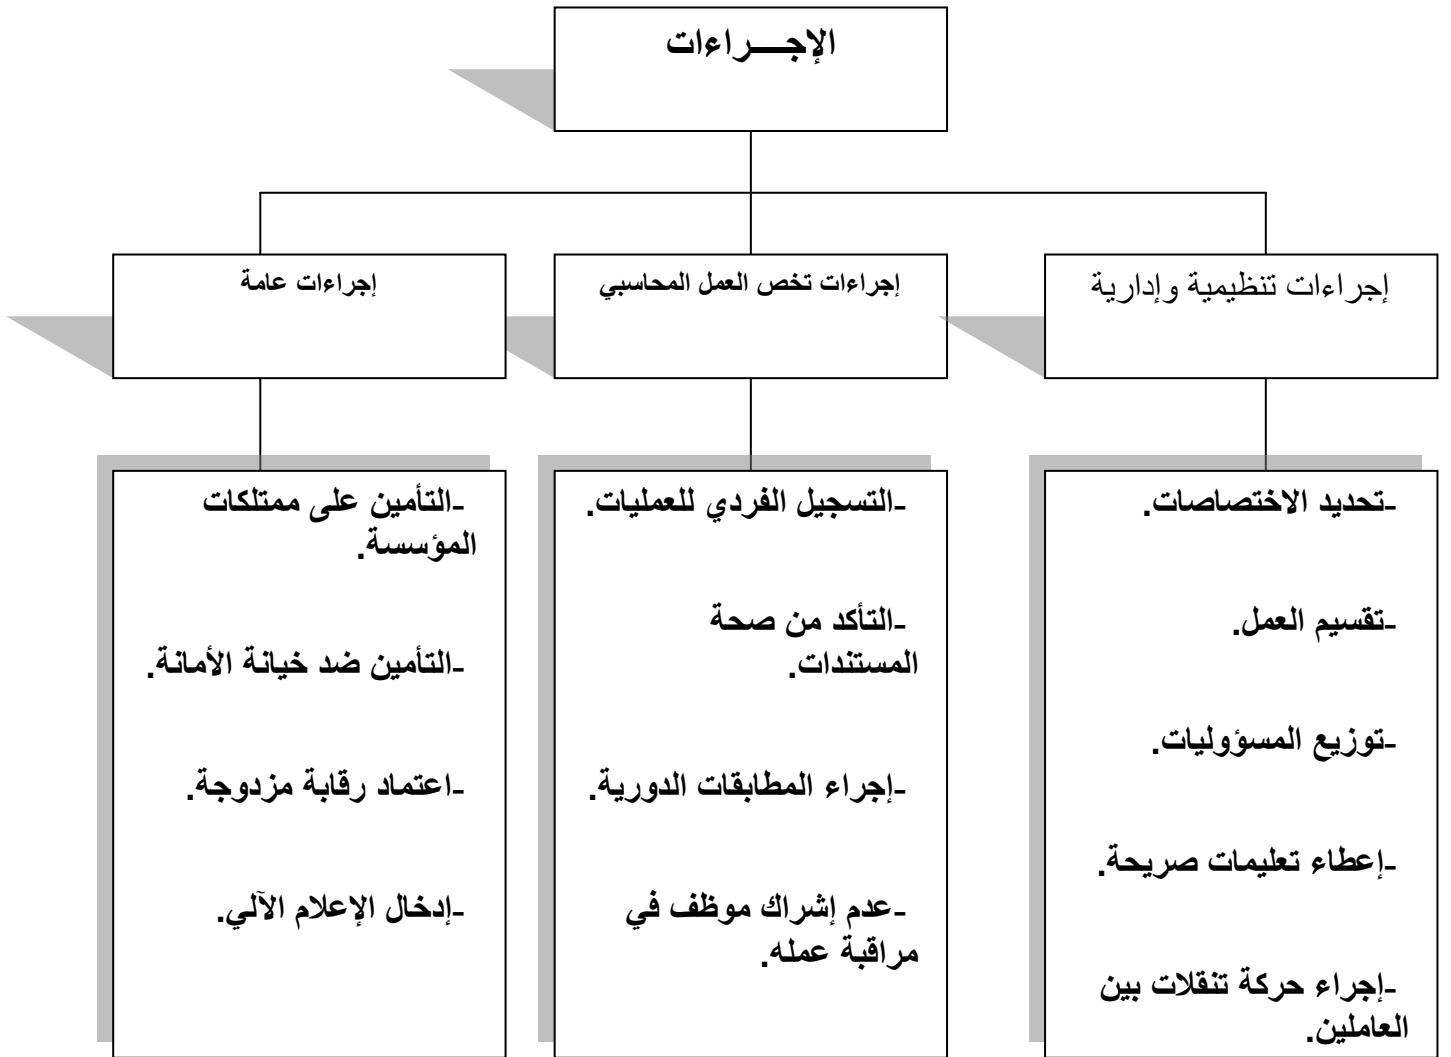 الإجـــراءات
إجراءات تنظيمية وإدارية
إجراءات تخص العمل المحاسبي
إجراءات عامة
-تحديد الاختصاصات.
-تقسيم العمل.
-توزيع المسؤوليات.
-إعطاء تعليمات صريحة.
-إجراء حركة تنقلات بين
العاملين.
-التسجيل الفردي للعمليات.
-التأكد من صحة
المستندات.
-إجراء المطابقات الدورية.
-عدم إشراك موظف في
مراقبة عمله.
-التأمين على ممتلكات
المؤسسة.
-التأمين ضد خيانة الأمانة.
-اعتماد رقابة مزدوجة.
-إدخال الإعلام الآلي.